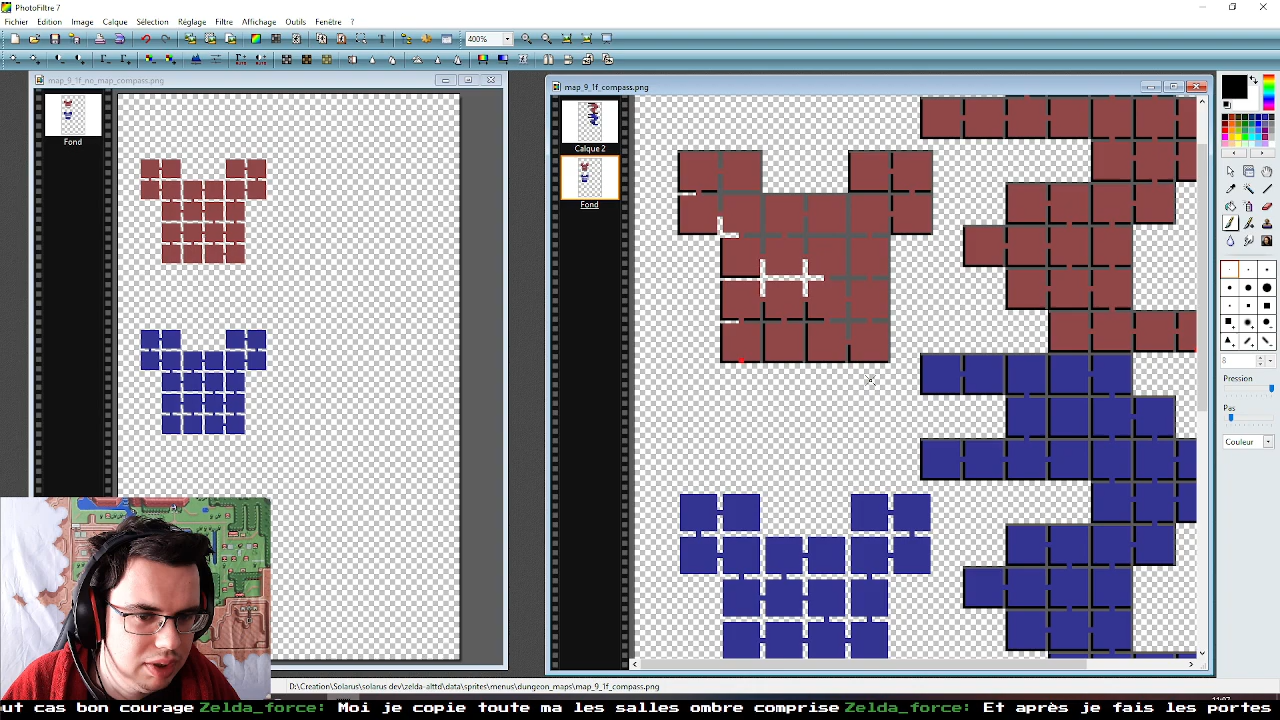 PhotoFiltre 7
Fichier Edition Image Calque Sélection Réglage Filtre Affichage Outils Fenêtre ?
400%
map_9_1f_no_map_compass.png
Fond
map_9_1f_compass.png
Calque 2
Fond
8
Pression
Pas
Couleur
D:\Creation\Solarus\solarus dev\zelda-alttd\data\sprites\menus\dungeon_maps\map_9_1f_compass.png
ut cas bon courage Zelda_force: Moi je copie toute ma les salles ombre comprise Zelda_force: Et après je fais les portes